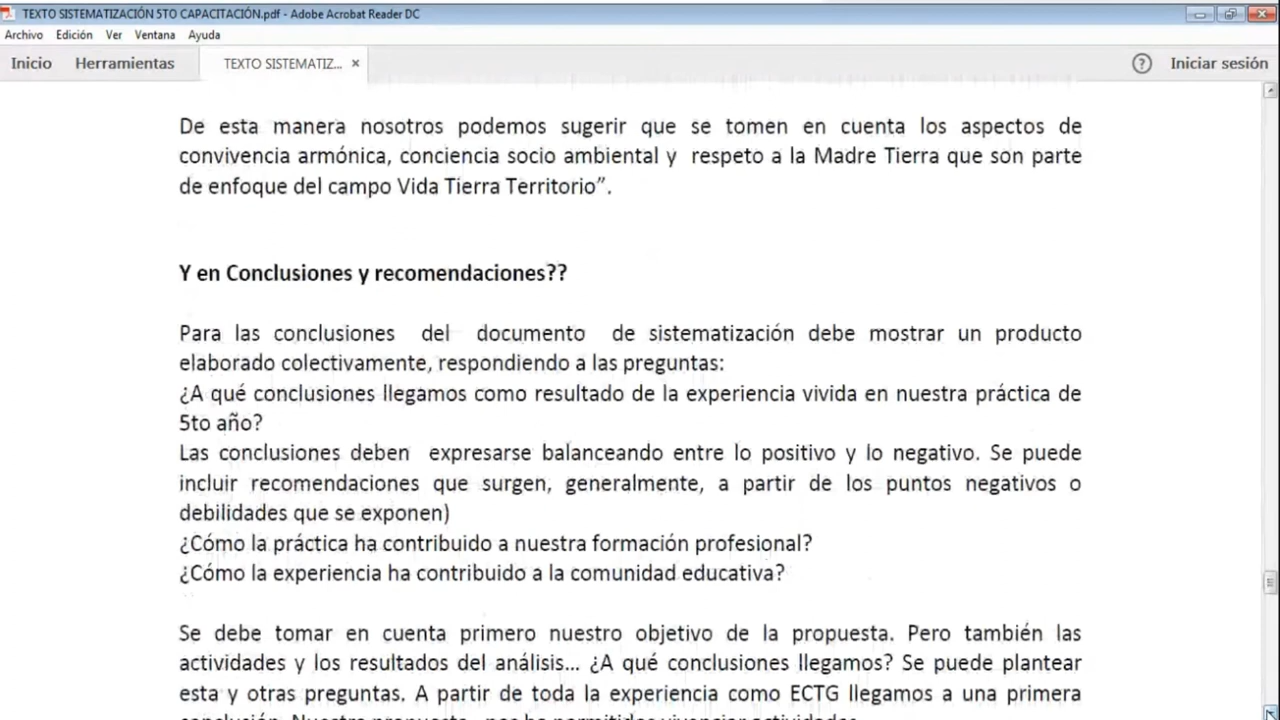 TEXTO SISTEMATIZACIÓN 5TO CAPACITACIÓN.pdf - Adobe Acrobat Reader DC
Archivo Edición Ver Ventana Ayuda
Inicio Herramientas TEXTO SISTEMATIZ... × ? Iniciar sesión
De esta manera nosotros podemos sugerir que se tomen en cuenta los aspectos de
convivencia armónica, conciencia socio ambiental y respeto a la Madre Tierra que son parte
de enfoque del campo Vida Tierra Territorio”.
Y en Conclusiones y recomendaciones??
Para las conclusiones del documento de sistematización debe mostrar un producto
elaborado colectivamente, respondiendo a las preguntas:
¿A qué conclusiones llegamos como resultado de la experiencia vivida en nuestra práctica de
5to año?
Las conclusiones deben expresarse balanceando entre lo positivo y lo negativo. Se puede
incluir recomendaciones que surgen, generalmente, a partir de los puntos negativos o
debilidades que se exponen)
¿Cómo la práctica ha contribuido a nuestra formación profesional?
¿Cómo la experiencia ha contribuido a la comunidad educativa?
Se debe tomar en cuenta primero nuestro objetivo de la propuesta. Pero también las
actividades y los resultados del análisis... ¿A qué conclusiones llegamos? Se puede plantear
esta y otras preguntas. A partir de toda la experiencia como ECTG llegamos a una primera
conclusión. Nuestra propuesta nos ha permitidos vivenciar actividades